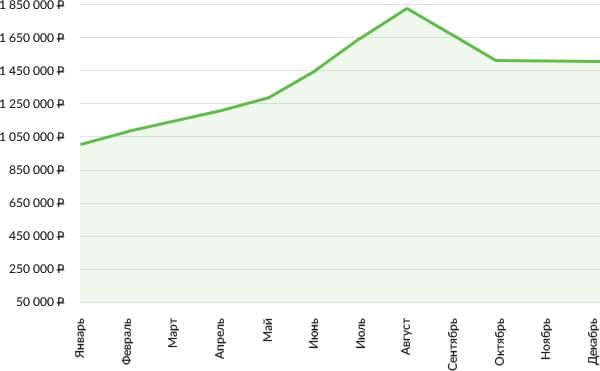 1 850 000 ₽
1 650 000 ₽
1 450 000 ₽
1 250 000 ₽
1 050 000 ₽
850 000 ₽
650 000 ₽
450 000 ₽
250 000 ₽
50 000 ₽
Январь
Февраль
Март
Апрель
Май
Июнь
Июль
Август
Сентябрь
Октябрь
Ноябрь
Декабрь